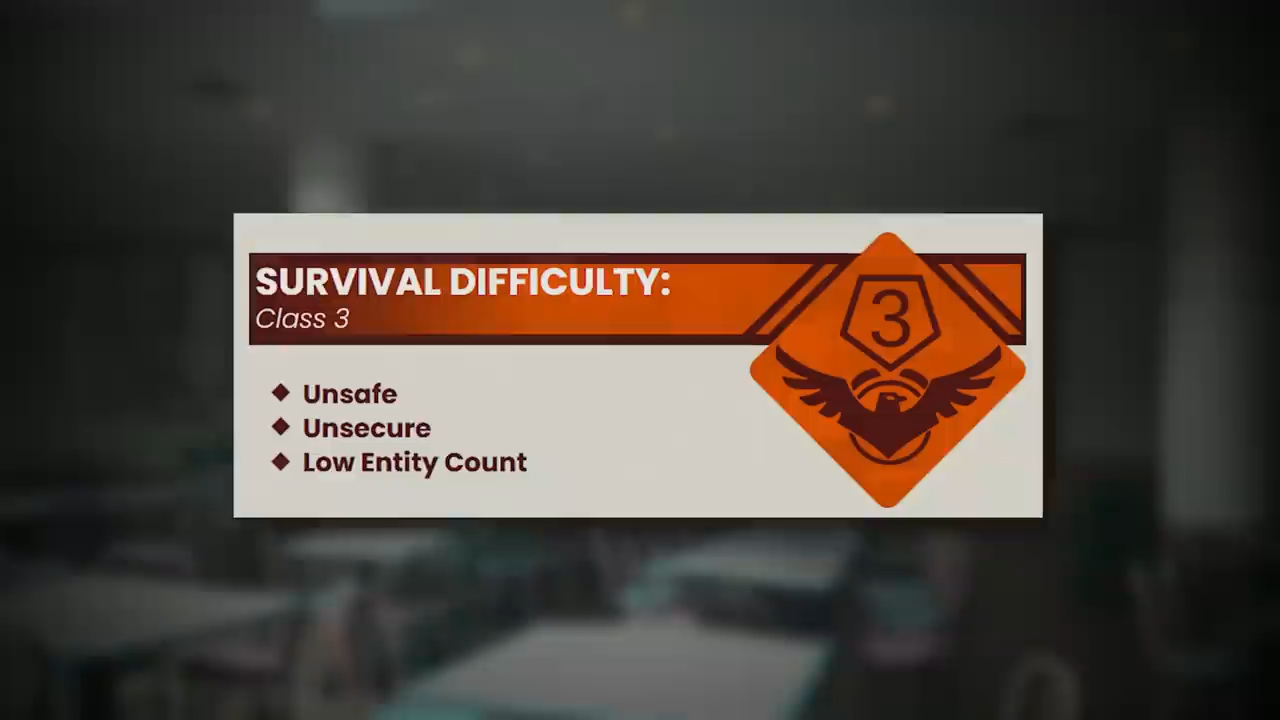 SURVIVAL DIFFICULTY:
Class 3
3
Unsafe
Unsecure
Low Entity Count